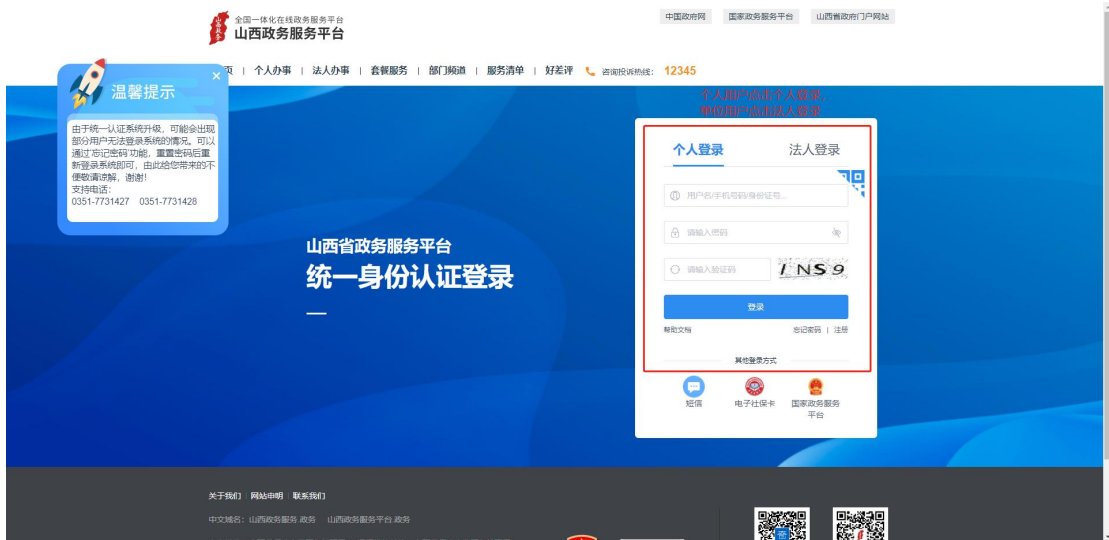 全国一体化在线政务服务平台
山西政务服务平台
中国政府网 国家政务服务平台 山西省政府门户网站
页 | 个人办事 | 法人办事 | 套餐服务 | 部门频道 | 服务清单 | 好差评 咨询投诉热线: 12345
温馨提示 ×
由于统一认证系统升级，可能会出现
部分用户无法登录系统的情况。可以
通过'忘记密码'功能，重置密码后重
新登录系统即可，由此给您带来的不
便敬请谅解，谢谢!
支持电话:
0351-7731427 0351-7731428
个人用户点击个人登录，
单位用户点击法人登录
个人登录 法人登录
用户名/手机号码/身份证号...
请输入密码
请输入验证码 INS9
登录
帮助文档 忘记密码 | 注册
其他登录方式
短信 电子社保卡 国家政务服务
平台
山西省政务服务平台
统一身份认证登录
关于我们 | 网站申明 | 联系我们
中文域名: 山西政务服务.政务 山西政务服务平台.政务